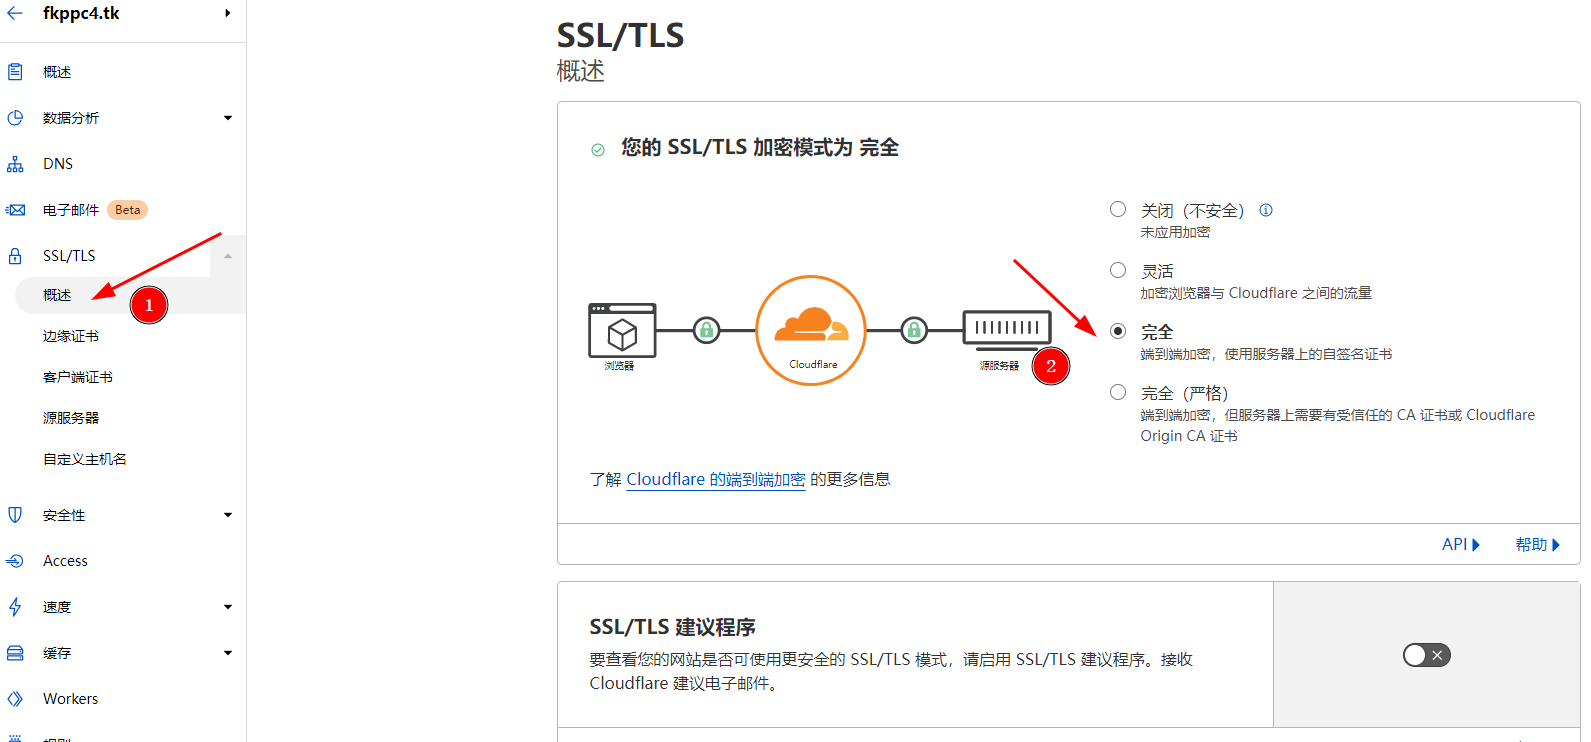 fkppc4.tk
概述
数据分析
DNS
电子邮件 Beta
SSL/TLS
概述
1
边缘证书
客户端证书
源服务器
自定义主机名
安全性
Access
速度
缓存
Workers
SSL/TLS
概述
您的 SSL/TLS 加密模式为 完全
浏览器
Cloudflare
源服务器
2
关闭（不安全）
未应用加密
灵活
加密浏览器与 Cloudflare 之间的流量
完全
端到端加密，使用服务器上的自签名证书
完全（严格）
端到端加密，但服务器上需要有受信任的 CA 证书或 Cloudflare
Origin CA 证书
了解 Cloudflare 的端到端加密 的更多信息
API
帮助
SSL/TLS 建议程序
要查看您的网站是否可使用更安全的 SSL/TLS 模式，请启用 SSL/TLS 建议程序。接收
Cloudflare 建议电子邮件。